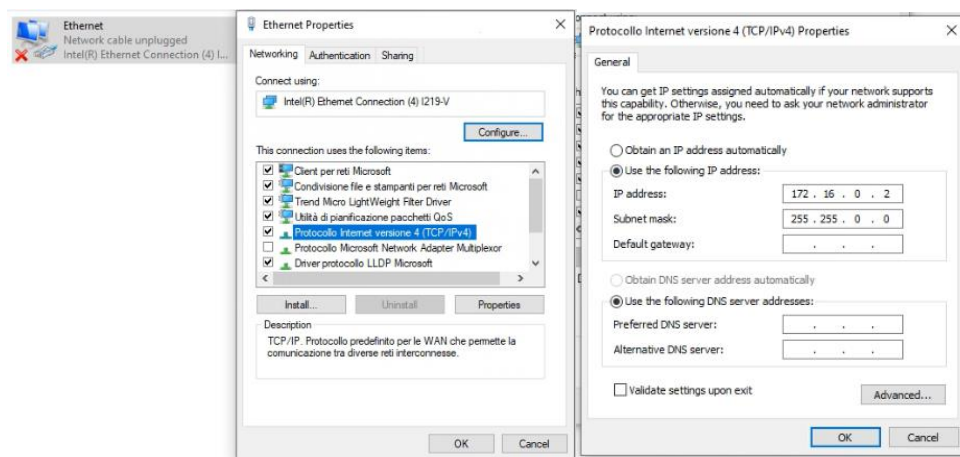 Ethernet
Network cable unplugged
Intel(R) Ethernet Connection (4) I...
Ethernet Properties
Networking Authentication Sharing
Connect using:
Intel(R) Ethernet Connection (4) I219-V
Configure...
This connection uses the following items:
Client per reti Microsoft
Condivisione file e stampanti per reti Microsoft
Trend Micro LightWeight Filter Driver
Utilità di pianificazione pacchetti QoS
Protocollo Internet versione 4 (TCP/IPv4)
Protocollo Microsoft Network Adapter Multiplexor
Driver protocollo LLDP Microsoft
Install... Uninstall Properties
Description
TCP/IP. Protocollo predefinito per le WAN che permette la
comunicazione tra diverse reti interconnesse.
OK Cancel
Protocollo Internet versione 4 (TCP/IPv4) Properties
General
You can get IP settings assigned automatically if your network supports
this capability. Otherwise, you need to ask your network administrator
for the appropriate IP settings.
Obtain an IP address automatically
Use the following IP address:
IP address: 172 . 16 . 0 . 2
Subnet mask: 255 . 255 . 0 . 0
Default gateway: . . .
Obtain DNS server address automatically
Use the following DNS server addresses:
Preferred DNS server: . . .
Alternative DNS server: . . .
Validate settings upon exit
Advanced...
OK Cancel